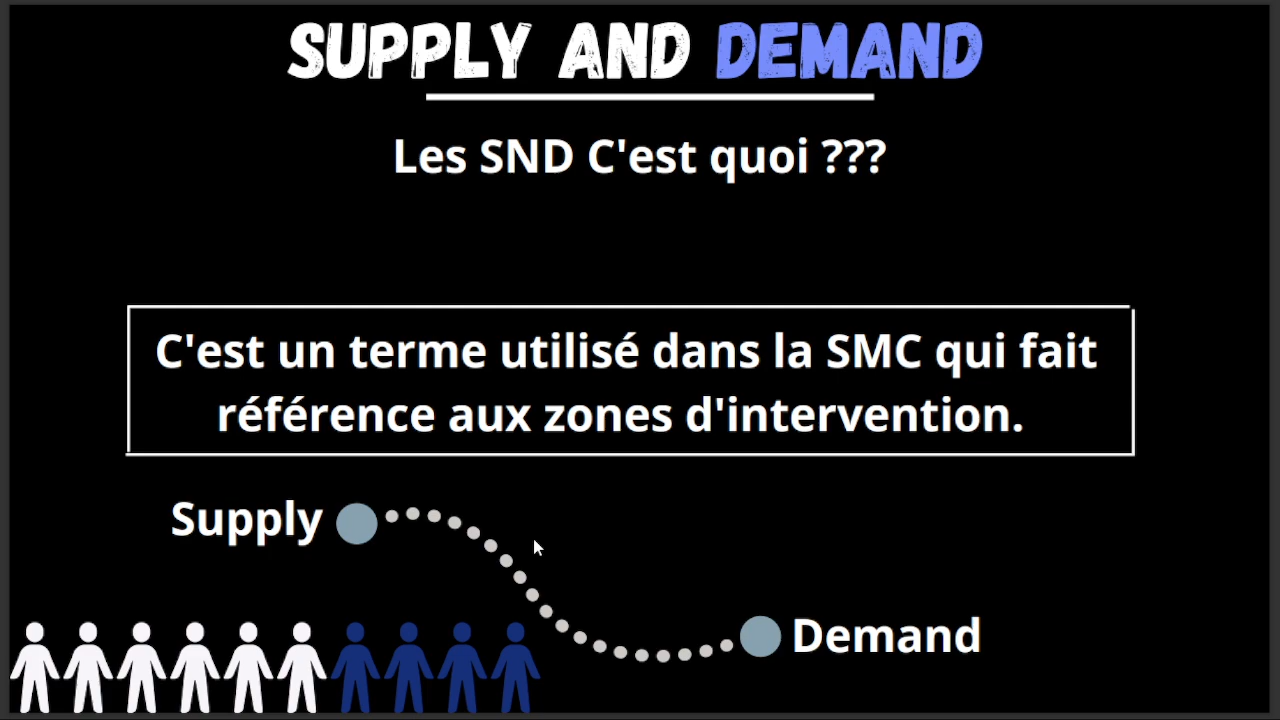 SUPPLY AND DEMAND
Les SND C'est quoi ???
C'est un terme utilisé dans la SMC qui fait
référence aux zones d'intervention.
Supply
Demand